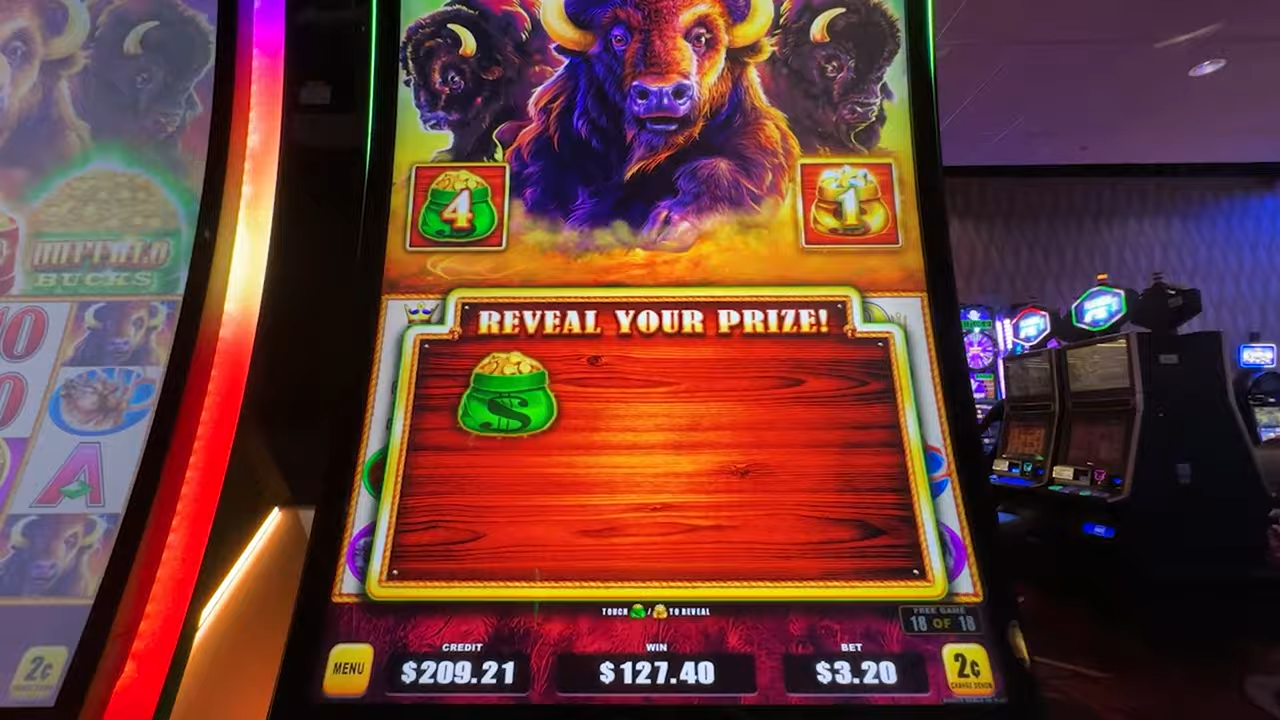 4
1
BUFFALO
BUCKS
10
A
REVEAL YOUR PRIZE!
$
TOUCH / TO REVEAL
FREE GAME
18 OF 18
MENU
CREDIT
$209.21
WIN
$127.40
BET
$3.20
2¢
CHANGE DENOM
2¢